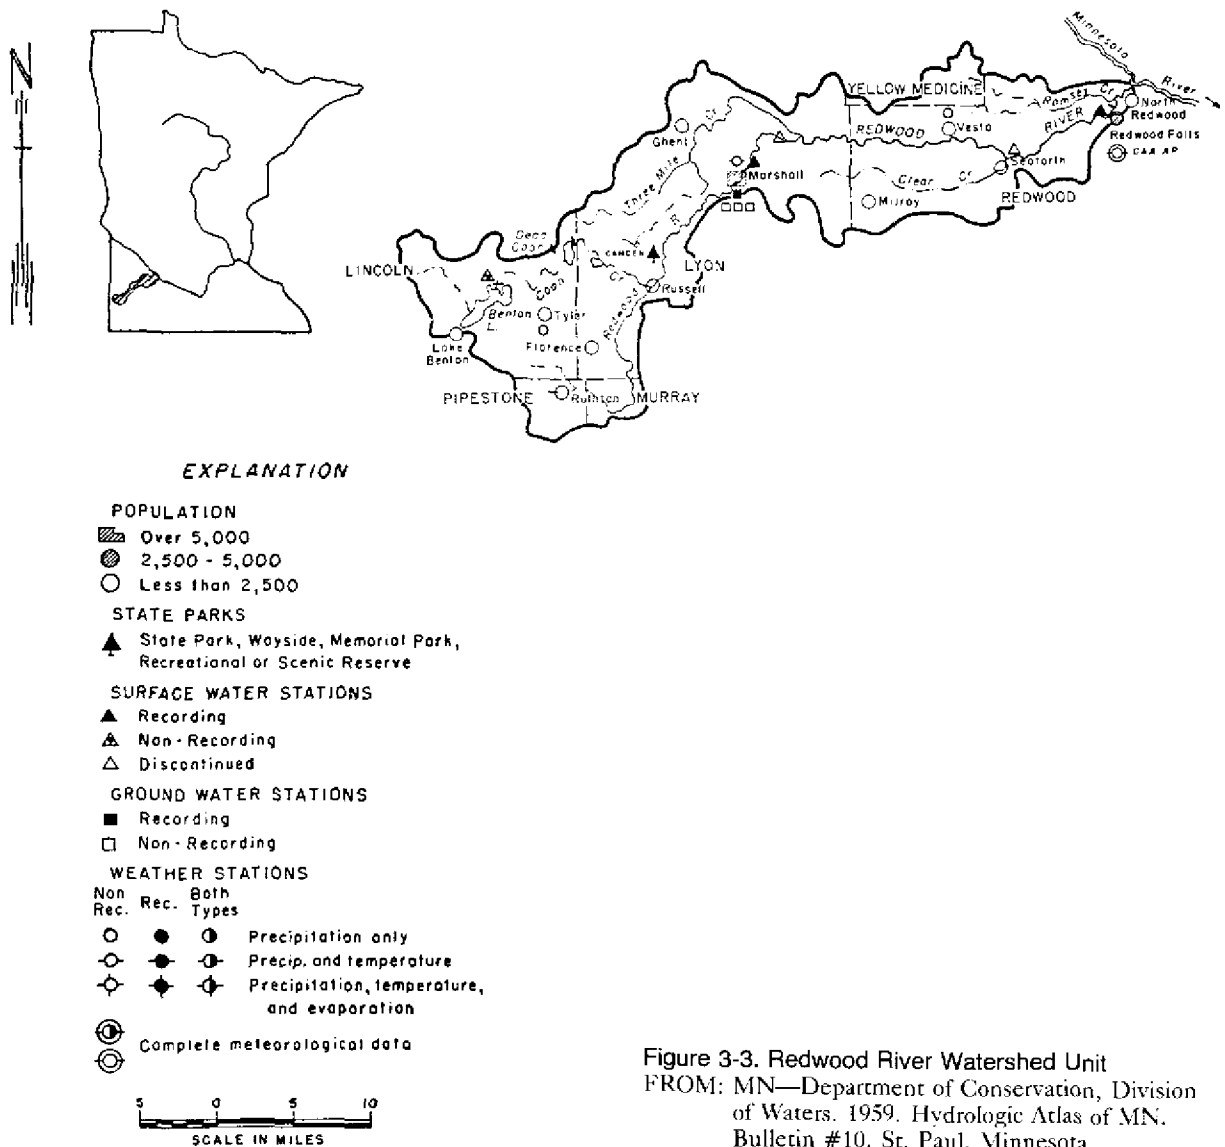 N
Minnesota
River
YELLOW MEDICINE
Ramsey Cr.
North
Redwood
RIVER
REDWOOD
Vesta
Redwood Falls
CAA AP
Ghent
Three Mile Cr.
Marshall
Seaforth
Clear Cr.
Milroy
REDWOOD
R.
Dead
Coon
CAMDEN
LINCOLN
LYON
Coon Cr.
Russell
Redwood
Benton
L.
Tyler
Lake
Benton
Florence
PIPESTONE
Ruthton
MURRAY
EXPLANATION
POPULATION
Over 5,000
2,500 - 5,000
Less than 2,500
STATE PARKS
State Park, Wayside, Memorial Park,
Recreational or Scenic Reserve
SURFACE WATER STATIONS
Recording
Non-Recording
Discontinued
GROUND WATER STATIONS
Recording
Non-Recording
WEATHER STATIONS
Non Rec. Rec. Both Types
Precipitation only
Precip. and temperature
Precipitation, temperature,
and evaporation
Complete meteorological data
5 0 5 10
SCALE IN MILES
Figure 3-3. Redwood River Watershed Unit
FROM: MN—Department of Conservation, Division
of Waters. 1959. Hydrologic Atlas of MN.
Bulletin #10. St. Paul, Minnesota